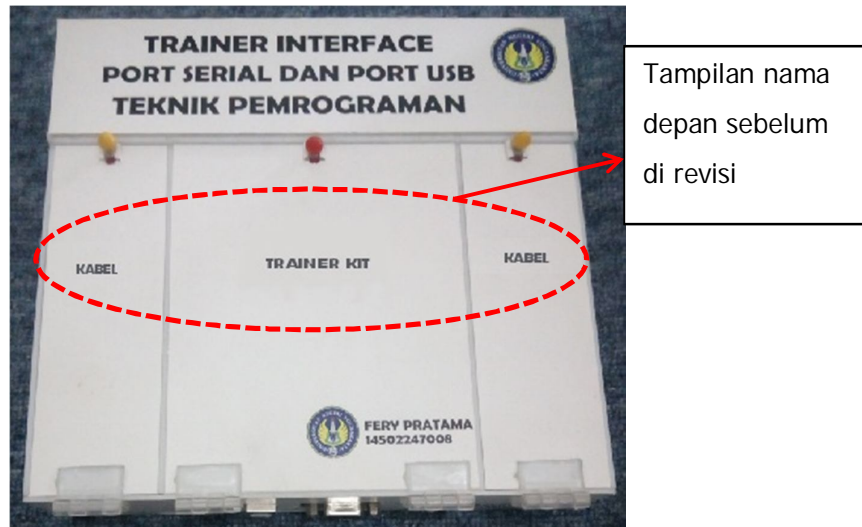 TRAINER INTERFACE
PORT SERIAL DAN PORT USB
TEKNIK PEMROGRAMAN
Tampilan nama
depan sebelum
di revisi
KABEL
TRAINER KIT
KABEL
FERY PRATAMA
14502247008